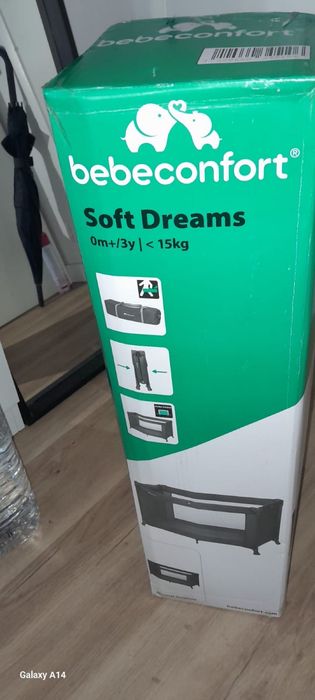 bebeconfort
bebeconfort®
Soft Dreams
0m+/3y | < 15kg
bebeconfort.com
Galaxy A14